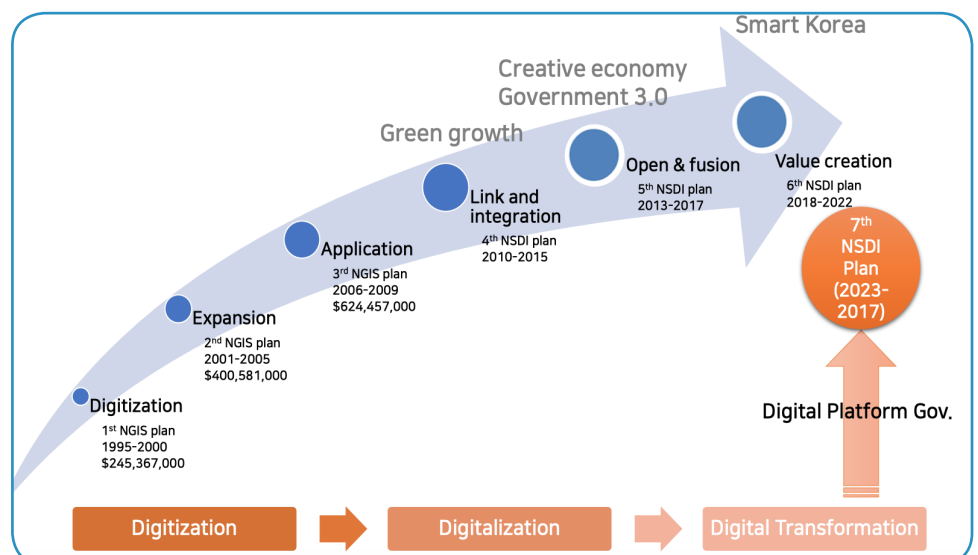 Smart Korea
Creative economy
Government 3.0
Green growth
Value creation
6th NSDI plan
2018-2022
Open & fusion
5th NSDI plan
2013-2017
Link and
integration
4th NSDI plan
2010-2015
Application
3rd NGIS plan
2006-2009
$624,457,000
Expansion
2nd NGIS plan
2001-2005
$400,581,000
Digitization
1st NGIS plan
1995-2000
$245,367,000
7th
NSDI
Plan
(2023-
2017)
Digital Platform Gov.
Digitization
Digitalization
Digital Transformation